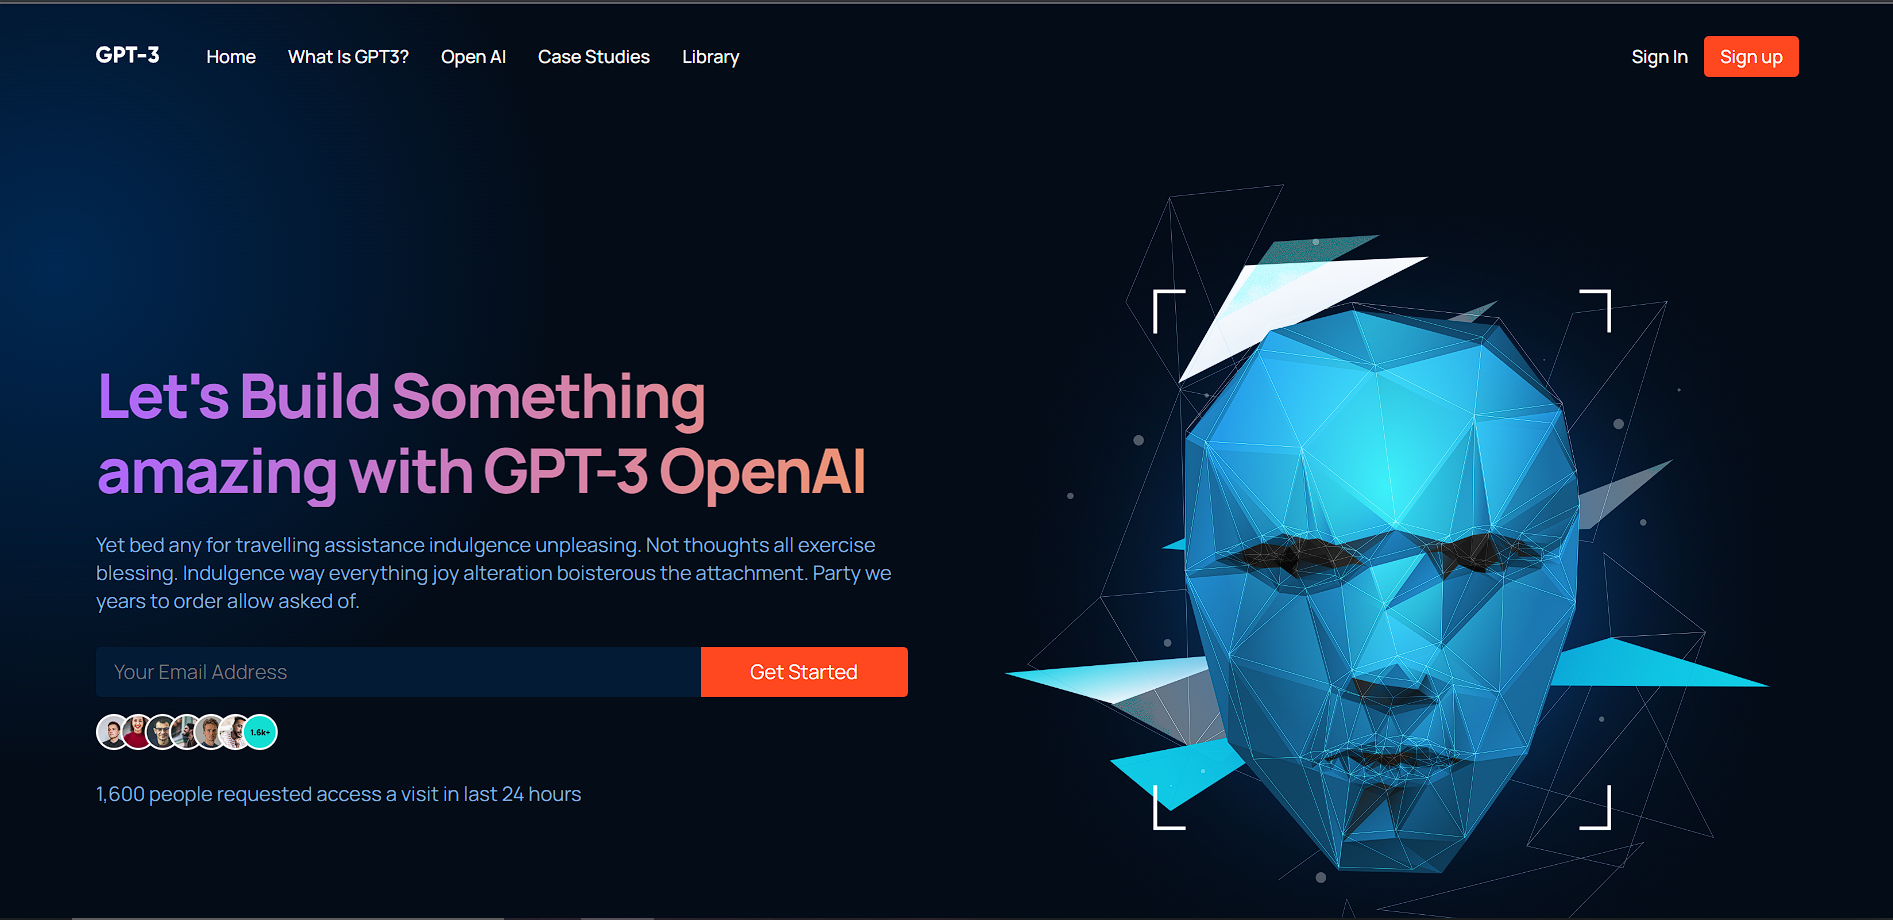 GPT-3 Home What Is GPT3? Open AI Case Studies Library Sign In Sign up
Let's Build Something
amazing with GPT-3 OpenAI
Yet bed any for travelling assistance indulgence unpleasing. Not thoughts all exercise
blessing. Indulgence way everything joy alteration boisterous the attachment. Party we
years to order allow asked of.
Your Email Address Get Started
1.6k+
1,600 people requested access a visit in last 24 hours